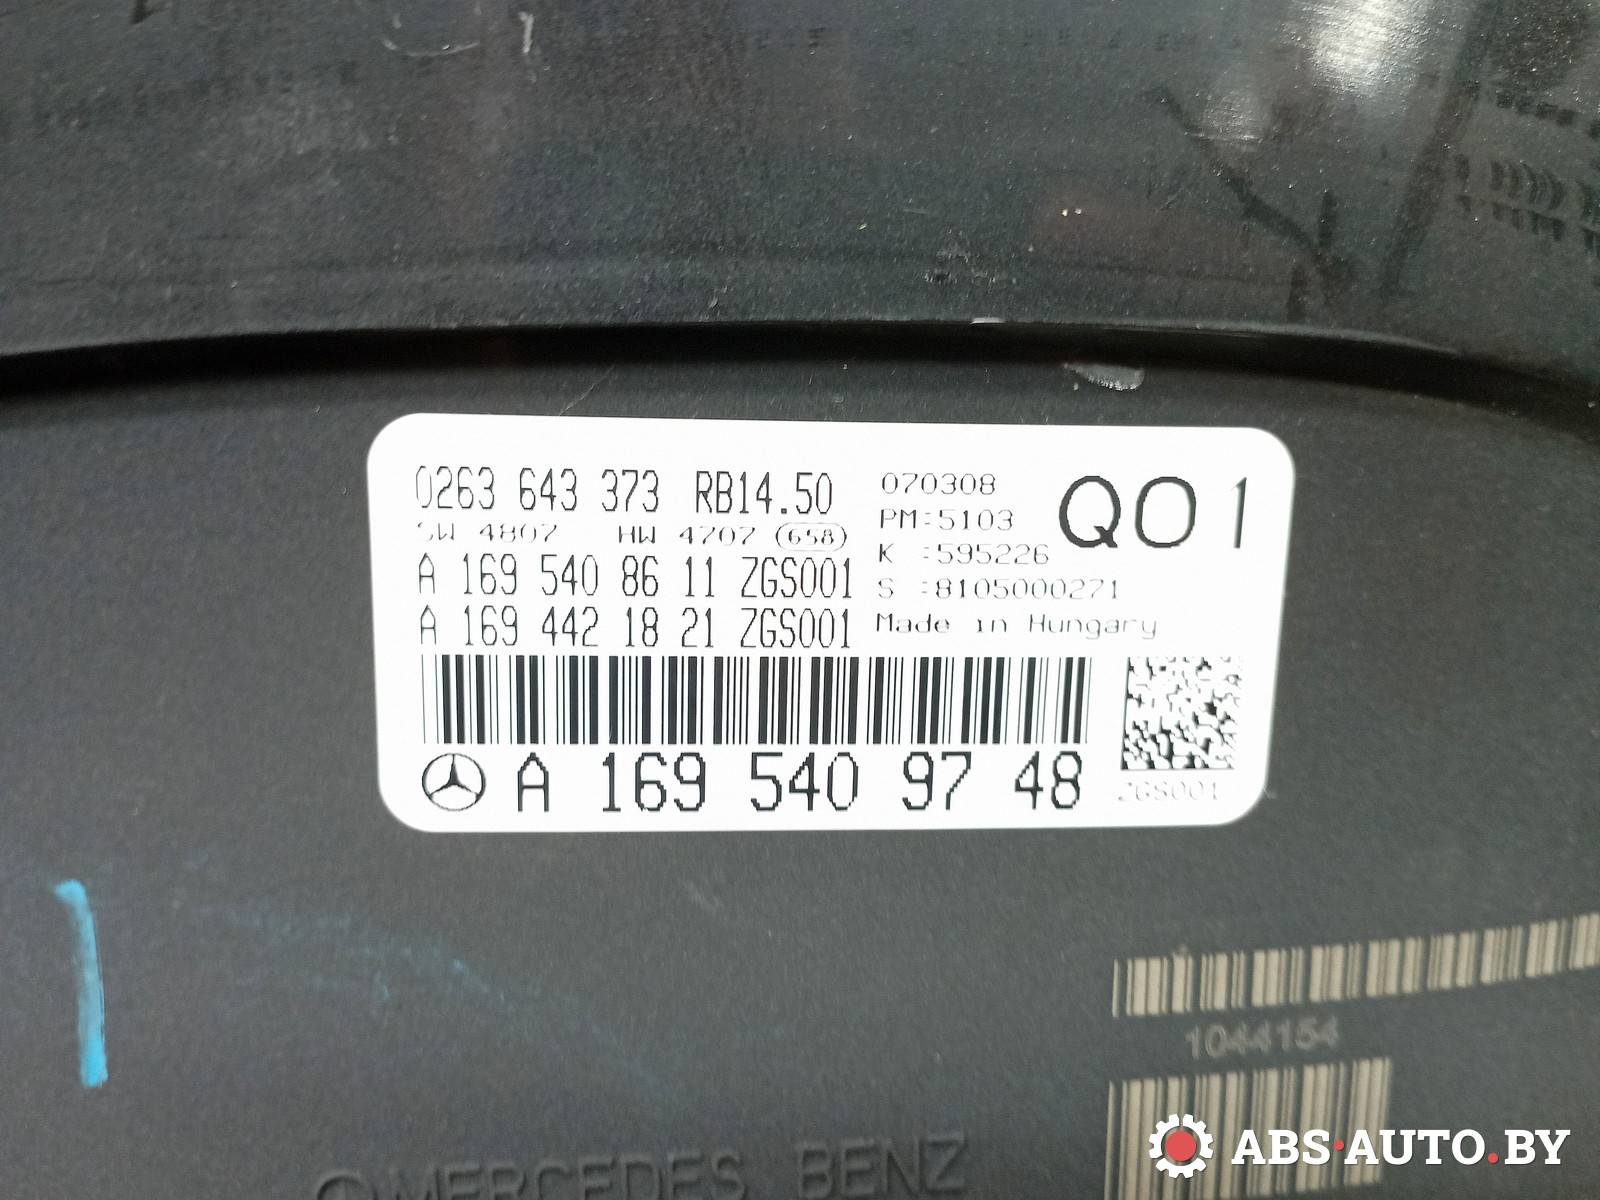 0263 643 373 RB14.50
SW 4807 HW 4707 (658)
A 169 540 86 11 ZGS001
A 169 442 18 21 ZGS001
070308
PM:5103
K :595226
S :8105000271
Made in Hungary
Q01
A 169 540 97 48
ZGS001
1044154
MERCEDES BENZ
ABS·AUTO.BY